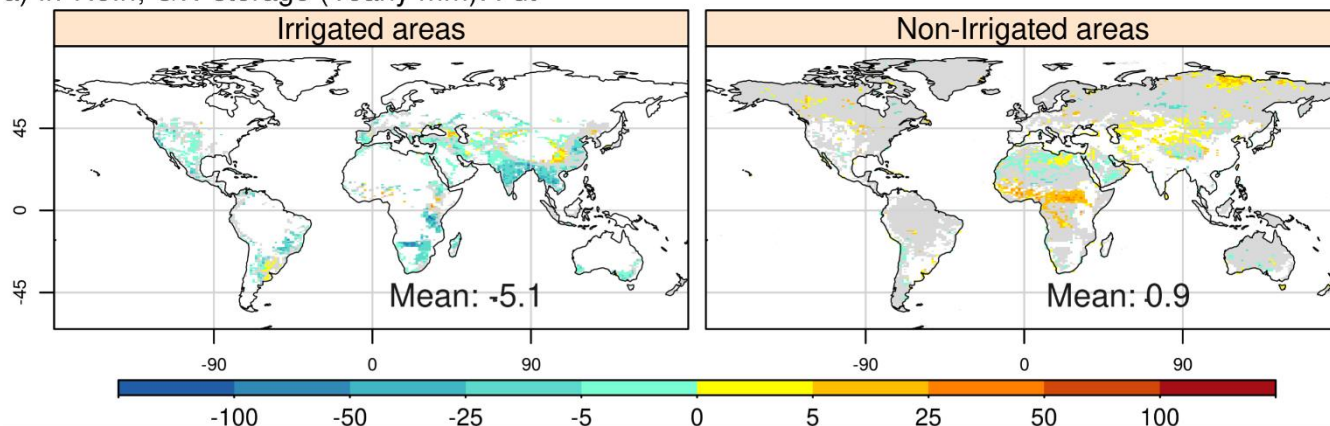 Irrigated areas
Non-Irrigated areas
45
0
-45
Mean: -5.1
Mean: 0.9
-90 0 90 -90 0 90
-100 -50 -25 -5 0 5 25 50 100